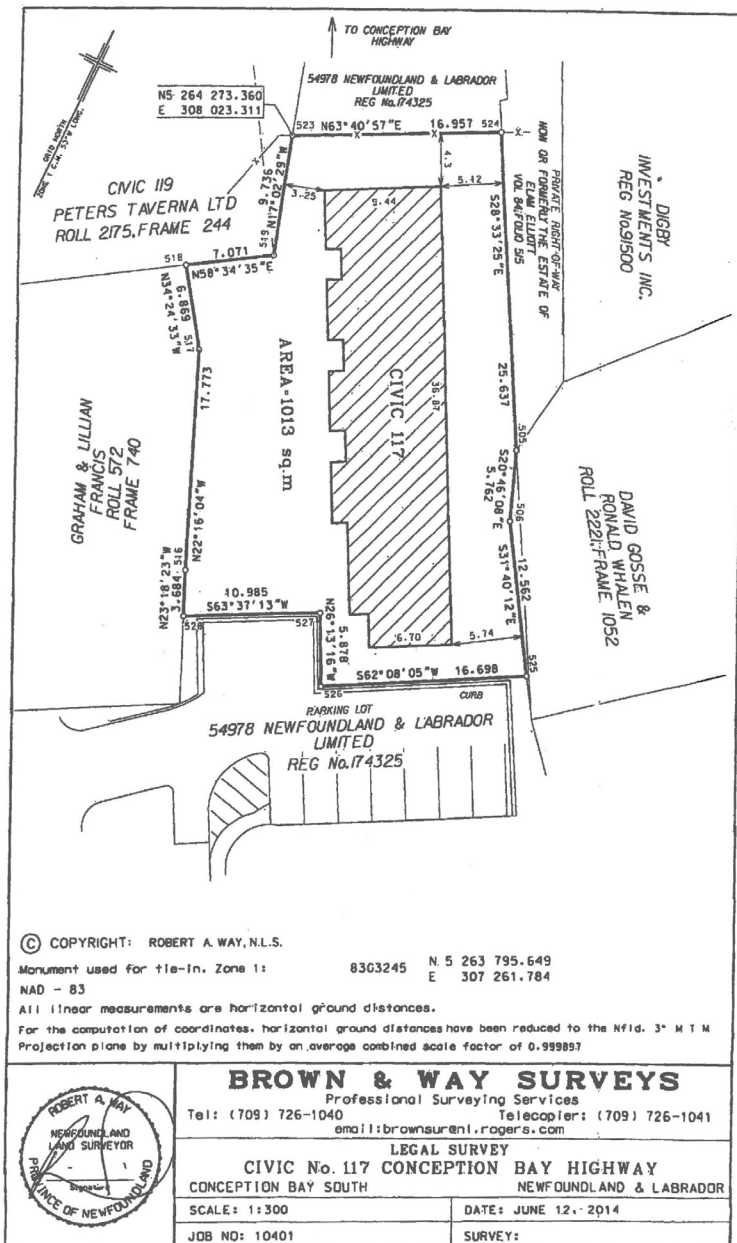 TO CONCEPTION BAY
HIGHWAY
GRID NORTH
ZONE 1 C.M. 53°W LONG.
N5 264 273.360
E 308 023.311
54978 NEWFOUNDLAND & LABRADOR
LIMITED
REG No.174325
523 N63°40'57"E 16.957 524
CIVIC 119
PETERS TAVERNA LTD
ROLL 2175,FRAME 244
9.736
N17°02'29"W
519
3.25
4.3
9.44
5.12
S28°33'25"E
25.637
PRIVATE RIGHT-OF-WAY
NOW OR FORMERLY THE ESTATE OF
ELAM ELLIOTT
VOL 84,FOLIO 515
DIGBY
INVESTMENTS INC.
REG No.91500
518 7.071
N58°34'35"E
6.869
N34°24'33"W
517
17.773
N22°16'04"W
AREA=1013 sq.m
CIVIC 117
36.87
505
S20°46'08"E
5.762
506
12.562
S31°40'12"E
GRAHAM & LILLIAN
FRANCIS
ROLL 572
FRAME 740
DAVID GOSSE &
RONALD WHALEN
ROLL 2221,FRAME 1052
516
3.684
N23°18'23"W
10.985
S63°37'13"W
528
527
N26°13'16"W
5.878
6.70
5.74
525
S62°08'05"W 16.698
526
CURB
PARKING LOT
54978 NEWFOUNDLAND & LABRADOR
LIMITED
REG No.174325
© COPYRIGHT: ROBERT A. WAY, N.L.S.
Monument used for tie-in. Zone 1: 8303245 N. 5 263 795.649
E 307 261.784
NAD - 83
All linear measurements are horizontal ground distances.
For the computation of coordinates, horizontal ground distances have been reduced to the Nfld. 3° M T M
Projection plane by multiplying them by an average combined scale factor of 0.999897
ROBERT A. WAY
NEWFOUNDLAND
LAND SURVEYOR
Signature
PROVINCE OF NEWFOUNDLAND
BROWN & WAY SURVEYS
Professional Surveying Services
Tel: (709) 726-1040 Telecopier: (709) 726-1041
email:brownsur@nl.rogers.com
LEGAL SURVEY
CIVIC No. 117 CONCEPTION BAY HIGHWAY
CONCEPTION BAY SOUTH NEWFOUNDLAND & LABRADOR
SCALE: 1:300 DATE: JUNE 12, 2014
JOB NO: 10401 SURVEY: